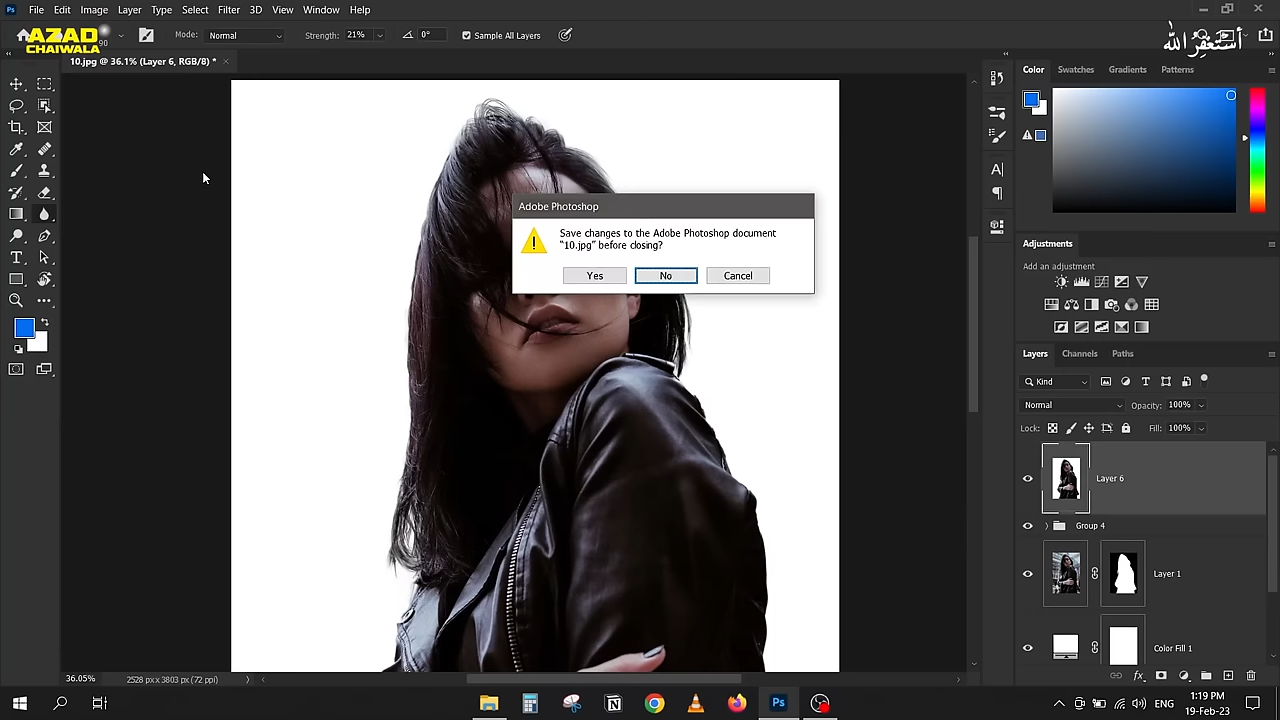 File Edit Image Layer Type Select Filter 3D View Window Help
AZAD
CHAIWALA
90
Mode: Normal Strength: 21% 0° Sample All Layers
أستغفر الله
10.jpg @ 36.1% (Layer 6, RGB/8) *
Color Swatches Gradients Patterns
Adobe Photoshop
Save changes to the Adobe Photoshop document
“10.jpg” before closing?
Yes No Cancel
Adjustments
Add an adjustment
Layers Channels Paths
Kind
Normal Opacity: 100%
Lock: Fill: 100%
Layer 6
Group 4
Layer 1
Color Fill 1
36.05% 2528 px x 3803 px (72 ppi)
ENG
1:19 PM
19-Feb-23